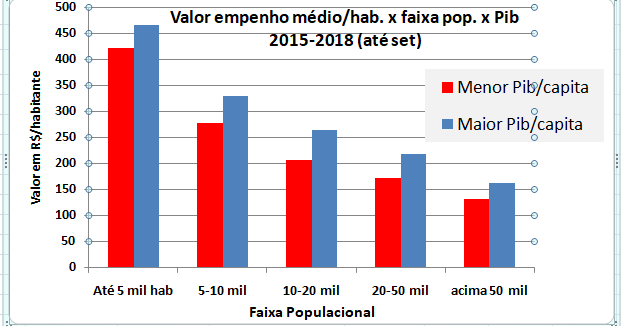 Valor empenho médio/hab. x faixa pop. x Pib
2015-2018 (até set)
Valor em R$/habitante
500
450
400
350
300
250
200
150
100
50
0
Menor Pib/capita
Maior Pib/capita
Até 5 mil hab 5-10 mil 10-20 mil 20-50 mil acima 50 mil
Faixa Populacional